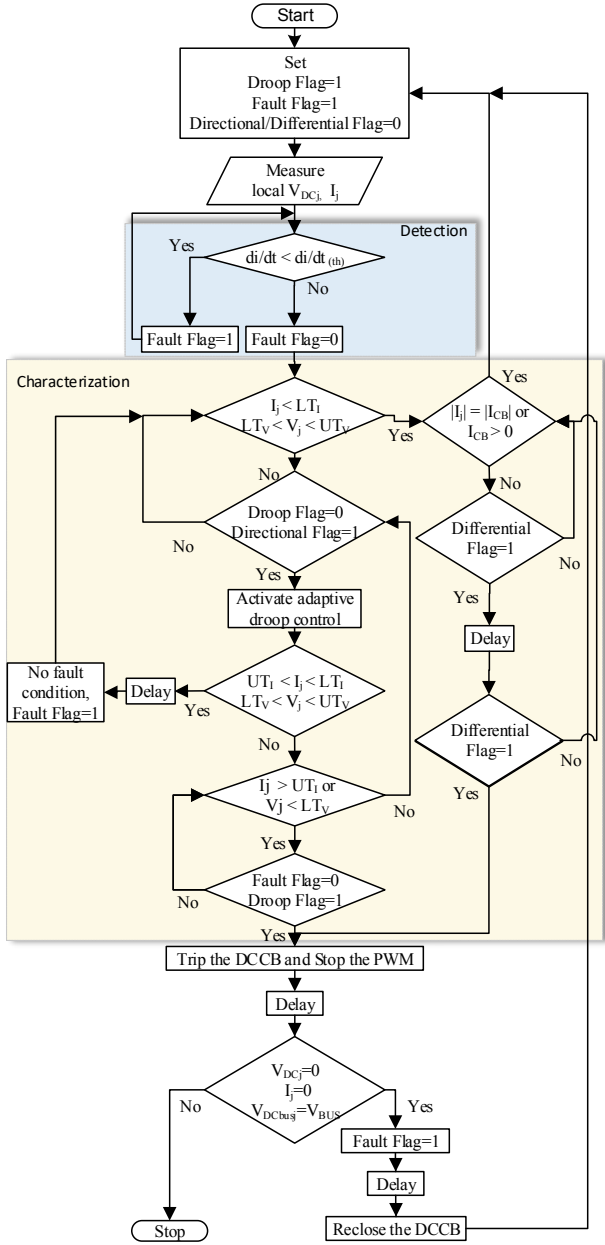 Start
Set
Droop Flag=1
Fault Flag=1
Directional/Differential Flag=0
Measure
local V_DCj, I_j
Detection
Yes
di/dt < di/dt (th)
No
Fault Flag=1
Fault Flag=0
Characterization
I_j < LT_I
LT_V < V_j < UT_V
Yes
No
Yes
|I_j| = |I_CB| or
I_CB > 0
No
Droop Flag=0
Directional Flag=1
No
Yes
Differential
Flag=1
No
Yes
Activate adaptive
droop control
Delay
UT_I < I_j < LT_I
LT_V < V_j < UT_V
Yes
No
Delay
No fault
condition,
Fault Flag=1
Differential
Flag=1
No
Yes
Ij > UT_I or
Vj < LT_V
No
Yes
Fault Flag=0
Droop Flag=1
No
Yes
Trip the DCCB and Stop the PWM
Delay
V_DCj=0
I_j=0
V_DCbusj=V_BUS
No
Yes
Fault Flag=1
Delay
Reclose the DCCB
Stop